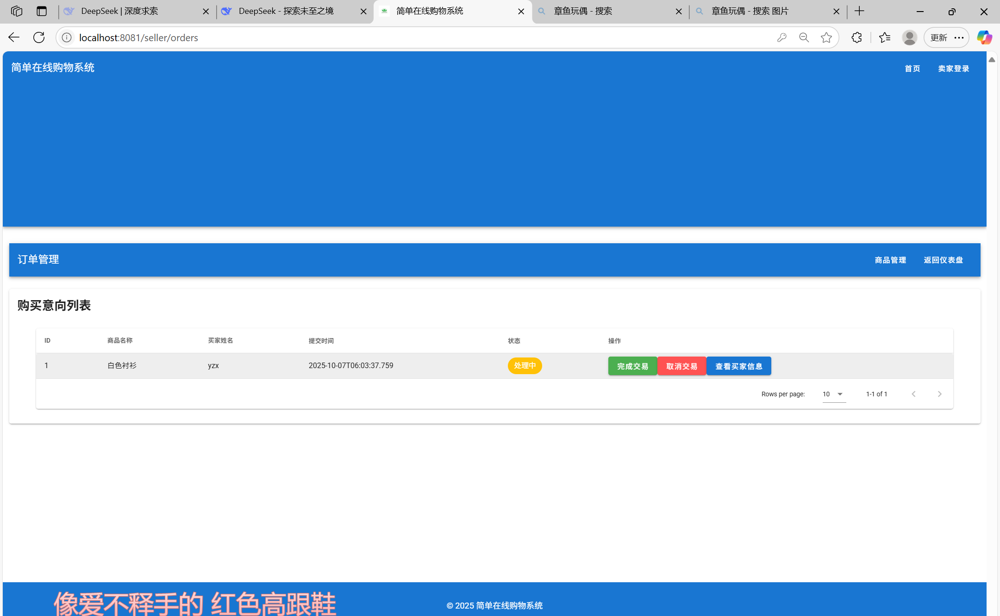 DeepSeek | 深度求索
DeepSeek - 探索未至之境
简单在线购物系统
章鱼玩偶 - 搜索
章鱼玩偶 - 搜索 图片
localhost:8081/seller/orders
更新
简单在线购物系统
首页
卖家登录
订单管理
商品管理
返回仪表盘
购买意向列表
ID 商品名称 买家姓名 提交时间 状态 操作
1 白色衬衫 yzx 2025-10-07T06:03:37.759 处理中 完成交易 取消交易 查看买家信息
Rows per page: 10 1-1 of 1
像爱不释手的 红色高跟鞋
© 2025 简单在线购物系统